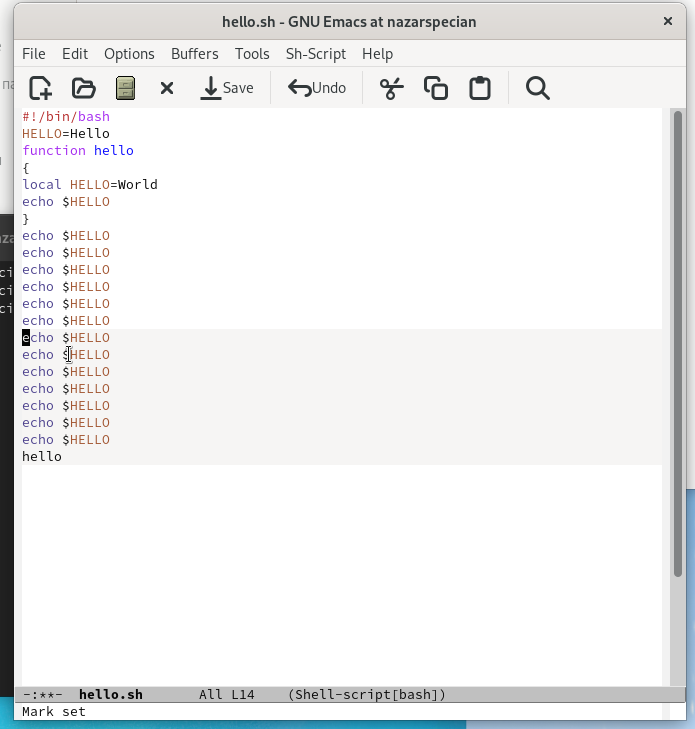 hello.sh - GNU Emacs at nazarspecian
File Edit Options Buffers Tools Sh-Script Help
Save Undo
#!/bin/bash
HELLO=Hello
function hello
{
local HELLO=World
echo $HELLO
}
echo $HELLO
echo $HELLO
echo $HELLO
echo $HELLO
echo $HELLO
echo $HELLO
echo $HELLO
echo $HELLO
echo $HELLO
echo $HELLO
echo $HELLO
echo $HELLO
echo $HELLO
hello
-:**- hello.sh All L14 (Shell-script[bash])
Mark set